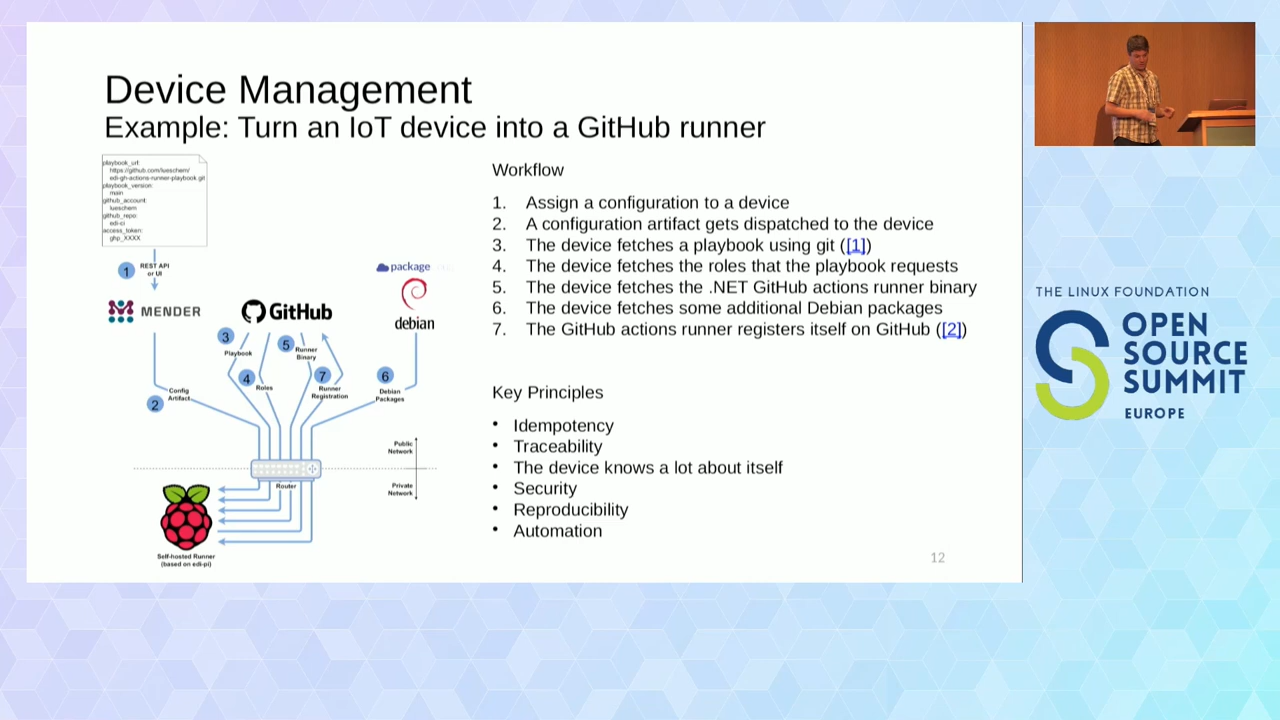 Device Management
Example: Turn an IoT device into a GitHub runner
playbook_url:
https://github.com/lueschem/
edi-gh-actions-runner-playbook.git
playbook_version:
main
github_account:
lueschem
github_repo:
edi-ci
access_token:
ghp_XXXX
1
REST API
or UI
MENDER
GitHub
package
debian
3
Playbook
5
Runner
Binary
4
Roles
7
Runner
Registration
6
Debian
Packages
2
Config
Artifact
Public
Network
Router
Private
Network
Self-hosted Runner
(based on edi-pi)
Workflow
1. Assign a configuration to a device
2. A configuration artifact gets dispatched to the device
3. The device fetches a playbook using git ([1])
4. The device fetches the roles that the playbook requests
5. The device fetches the .NET GitHub actions runner binary
6. The device fetches some additional Debian packages
7. The GitHub actions runner registers itself on GitHub ([2])
Key Principles
• Idempotency
• Traceability
• The device knows a lot about itself
• Security
• Reproducibility
• Automation
12
THE LINUX FOUNDATION
OPEN
SOURCE
SUMMIT
EUROPE